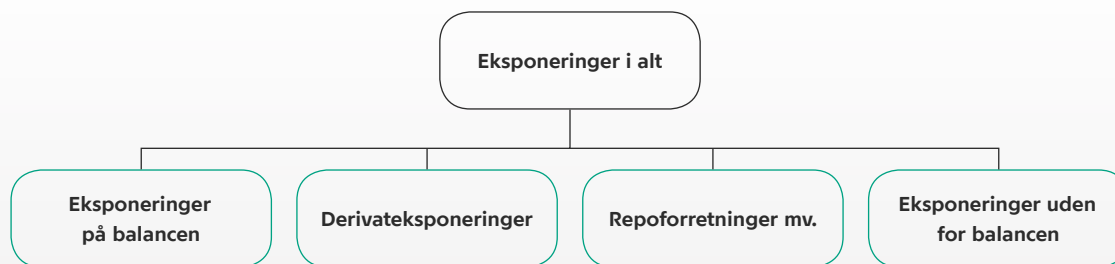 Eksponeringer i alt
Eksponeringer
på balancen
Derivateksponeringer
Repoforretninger mv.
Eksponeringer uden
for balancen